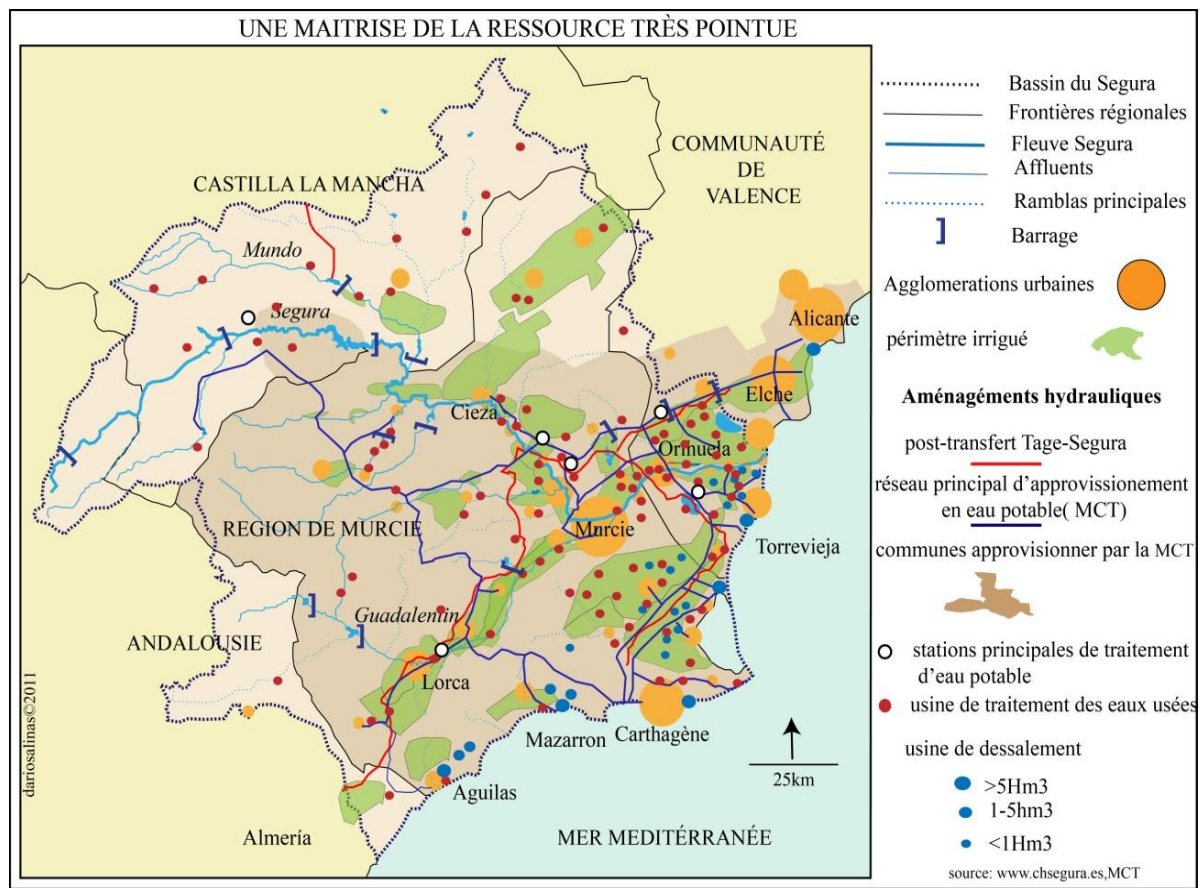 UNE MAITRISE DE LA RESSOURCE TRÈS POINTUE
COMMUNAUTÉ
DE
VALENCE
CASTILLA LA MANCHA
Mundo
Segura
Alicante
Elche
Cieza
Ormuela
REGION DE MURCIE
Murcie
Torrevieja
Guadalentin
ANDALOUSIE
Lorca
Mazarron
Carthagène
Aguilas
Almería
MER MEDITÉRRANÉE
25km
dariosalinas©2011
Bassin du Segura
Frontières régionales
Fleuve Segura
Affluents
Ramblas principales
Barrage
Agglomerations urbaines
périmètre irrigué
Aménagéments hydrauliques
post-transfert Tage-Segura
réseau principal d'approvissionement
en eau potable( MCT)
communes approvisionner par la MCT
stations principales de traitement
d'eau potable
usine de traitement des eaux usées
usine de dessalement
>5Hm3
1-5hm3
<1Hm3
source: www.chsegura.es,MCT